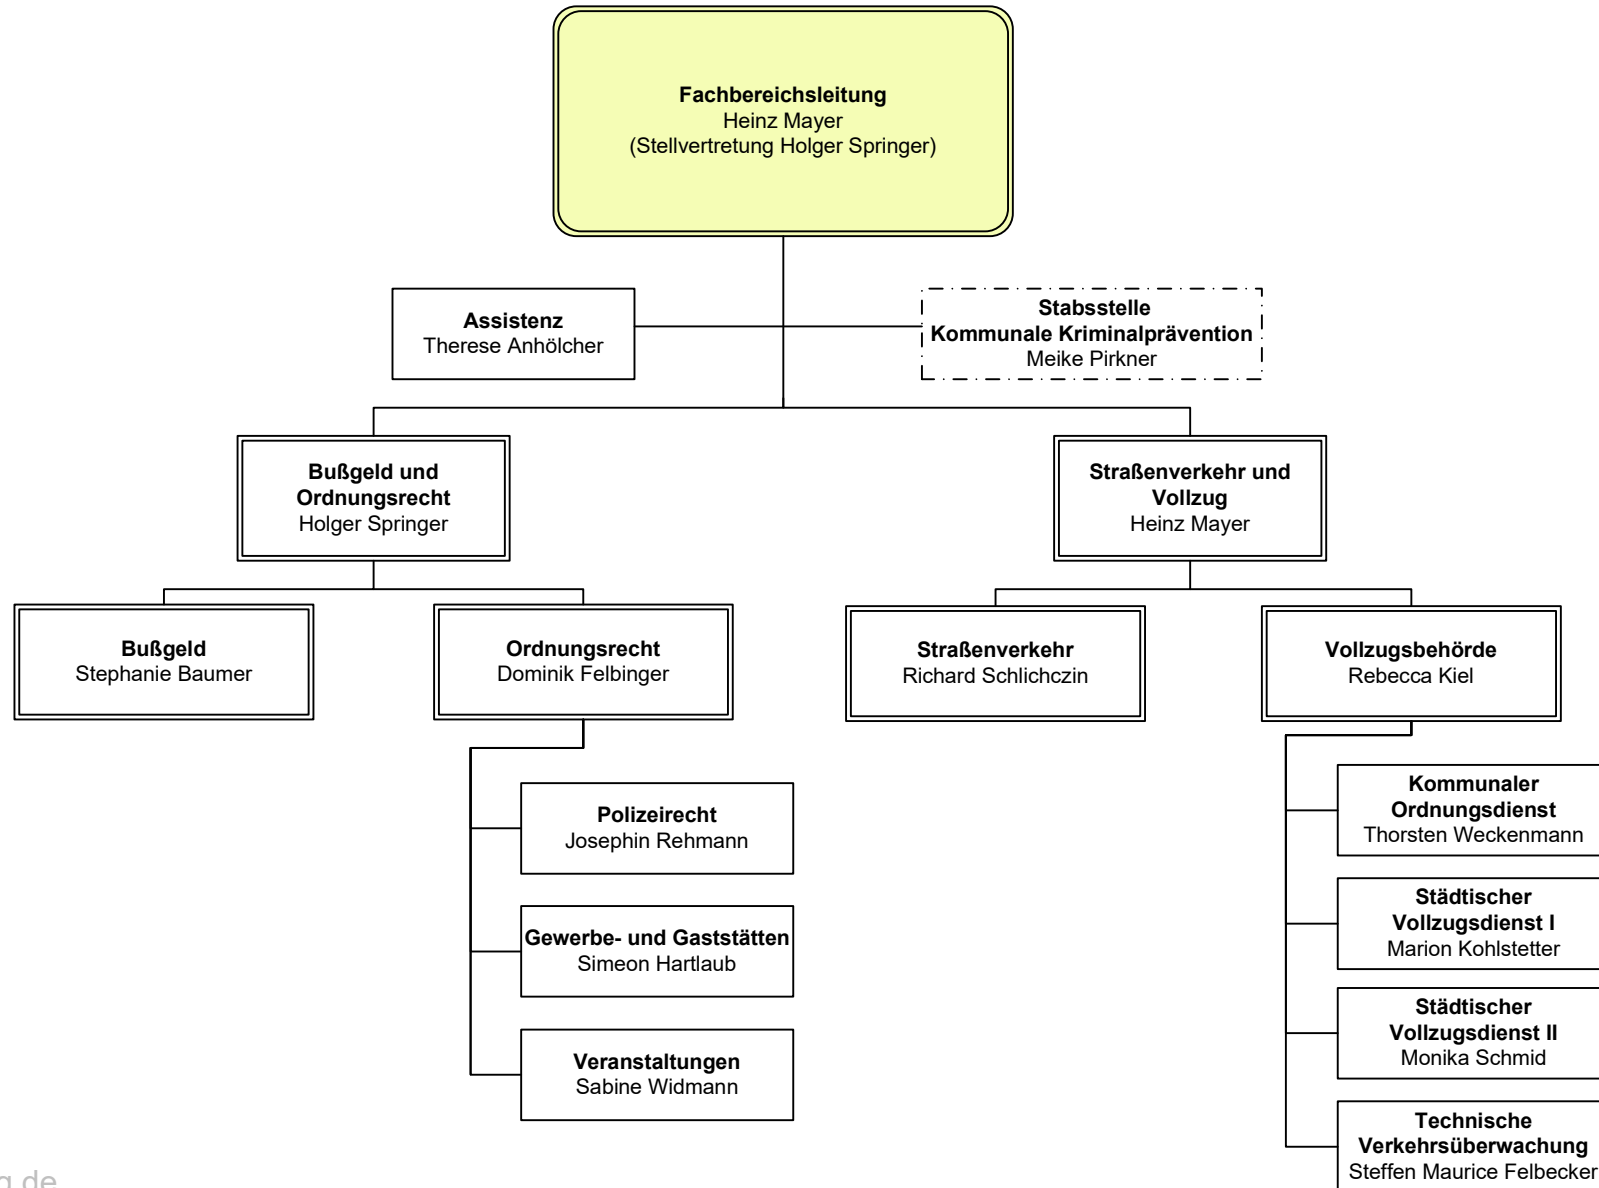 Fachbereichsleitung
Heinz Mayer
(Stellvertretung Holger Springer)
Assistenz
Therese Anhölcher
Stabsstelle
Kommunale Kriminalprävention
Meike Pirkner
Bußgeld und
Ordnungsrecht
Holger Springer
Straßenverkehr und
Vollzug
Heinz Mayer
Bußgeld
Stephanie Baumer
Ordnungsrecht
Dominik Felbinger
Straßenverkehr
Richard Schlichczin
Vollzugsbehörde
Rebecca Kiel
Polizeirecht
Josephin Rehmann
Gewerbe- und Gaststätten
Simeon Hartlaub
Veranstaltungen
Sabine Widmann
Kommunaler
Ordnungsdienst
Thorsten Weckenmann
Städtischer
Vollzugsdienst I
Marion Kohlstetter
Städtischer
Vollzugsdienst II
Monika Schmid
Technische
Verkehrsüberwachung
Steffen Maurice Felbecker